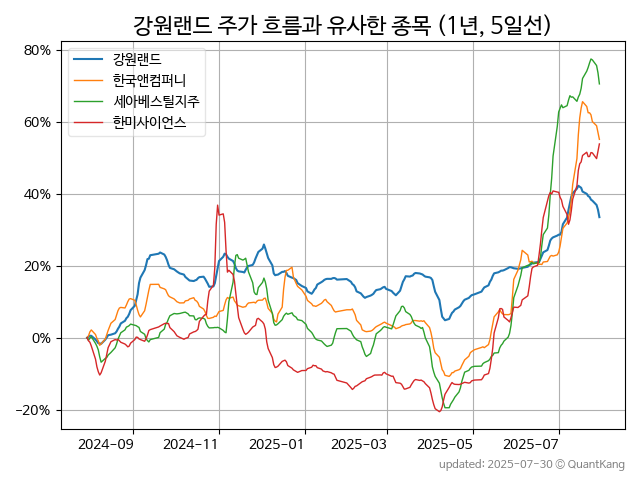 강원랜드 주가 흐름과 유사한 종목 (1년, 5일선)
80%
60%
40%
20%
0%
−20%
강원랜드
한국앤컴퍼니
세아베스틸지주
한미사이언스
2024-09 2024-11 2025-01 2025-03 2025-05 2025-07
updated: 2025-07-30 © QuantKang